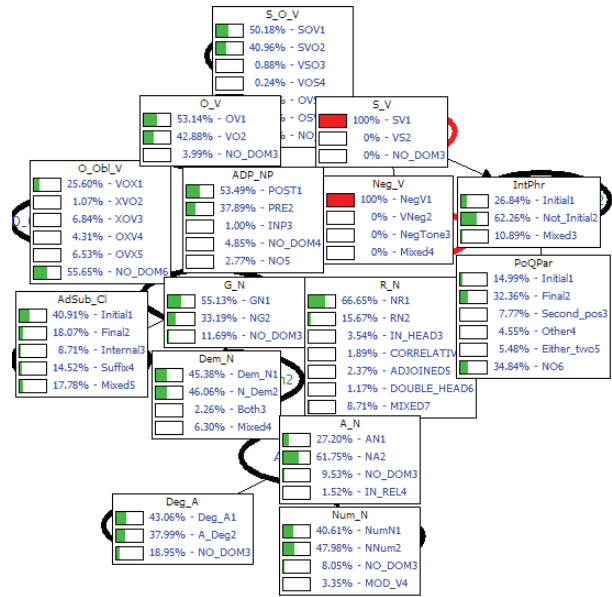 S_O_V
50.18% - SOV1
40.96% - SVO2
0.88% - VSO3
0.24% - VOS4
OV
OS
NO_
O_V
53.14% - OV1
42.88% - VO2
3.99% - NO_DOM3
S_V
100% - SV1
0% - VS2
0% - NO_DOM3
O_Obl_V
25.60% - VOX1
1.07% - XVO2
6.84% - XOV3
4.31% - OXV4
6.53% - OVX5
55.65% - NO_DOM6
ADP_NP
53.49% - POST1
37.89% - PRE2
1.00% - INP3
4.85% - NO_DOM4
2.77% - NO5
Neg_V
100% - NegV1
0% - VNeg2
0% - NegTone3
0% - Mixed4
IntPhr
26.84% - Initial1
62.26% - Not_Initial2
10.89% - Mixed3
PoQPar
14.99% - Initial1
32.36% - Final2
7.77% - Second_pos3
4.55% - Other4
5.48% - Either_two5
34.84% - NO6
AdSub_Cl
40.91% - Initial1
18.07% - Final2
8.71% - Internal3
14.52% - Suffix4
17.78% - Mixed5
G_N
55.13% - GN1
33.19% - NG2
11.69% - NO_DOM3
R_N
66.65% - NR1
15.67% - RN2
3.54% - IN_HEAD3
1.89% - CORRELATIV
2.37% - ADJOINED5
1.17% - DOUBLE_HEAD6
8.71% - MIXED7
Dem_N
45.38% - Dem_N1
46.06% - N_Dem2
2.26% - Both3
6.30% - Mixed4
A_N
27.20% - AN1
61.75% - NA2
9.53% - NO_DOM3
1.52% - IN_REL4
Deg_A
43.06% - Deg_A1
37.99% - A_Deg2
18.95% - NO_DOM3
Num_N
40.61% - NumN1
47.98% - NNum2
8.05% - NO_DOM3
3.35% - MOD_V4